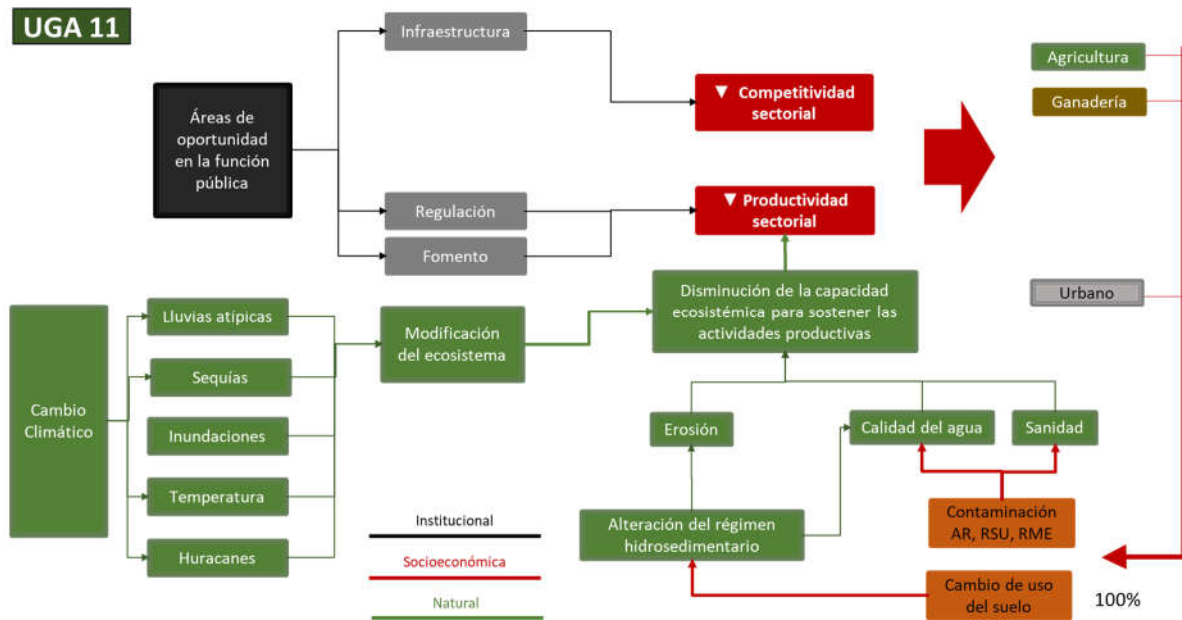 UGA 11
Infraestructura
Áreas de
oportunidad
en la función
pública
▼ Competitividad
sectorial
Agricultura
Ganadería
Regulación
▼ Productividad
sectorial
Fomento
Urbano
Disminución de la capacidad
ecosistémica para sostener las
actividades productivas
Lluvias atípicas
Modificación
del ecosistema
Sequías
Cambio
Climático
Inundaciones
Erosión
Calidad del agua
Sanidad
Temperatura
Huracanes
Institucional
Socioeconómica
Natural
Alteración del régimen
hidrosedimentario
Contaminación
AR, RSU, RME
Cambio de uso
del suelo
100%